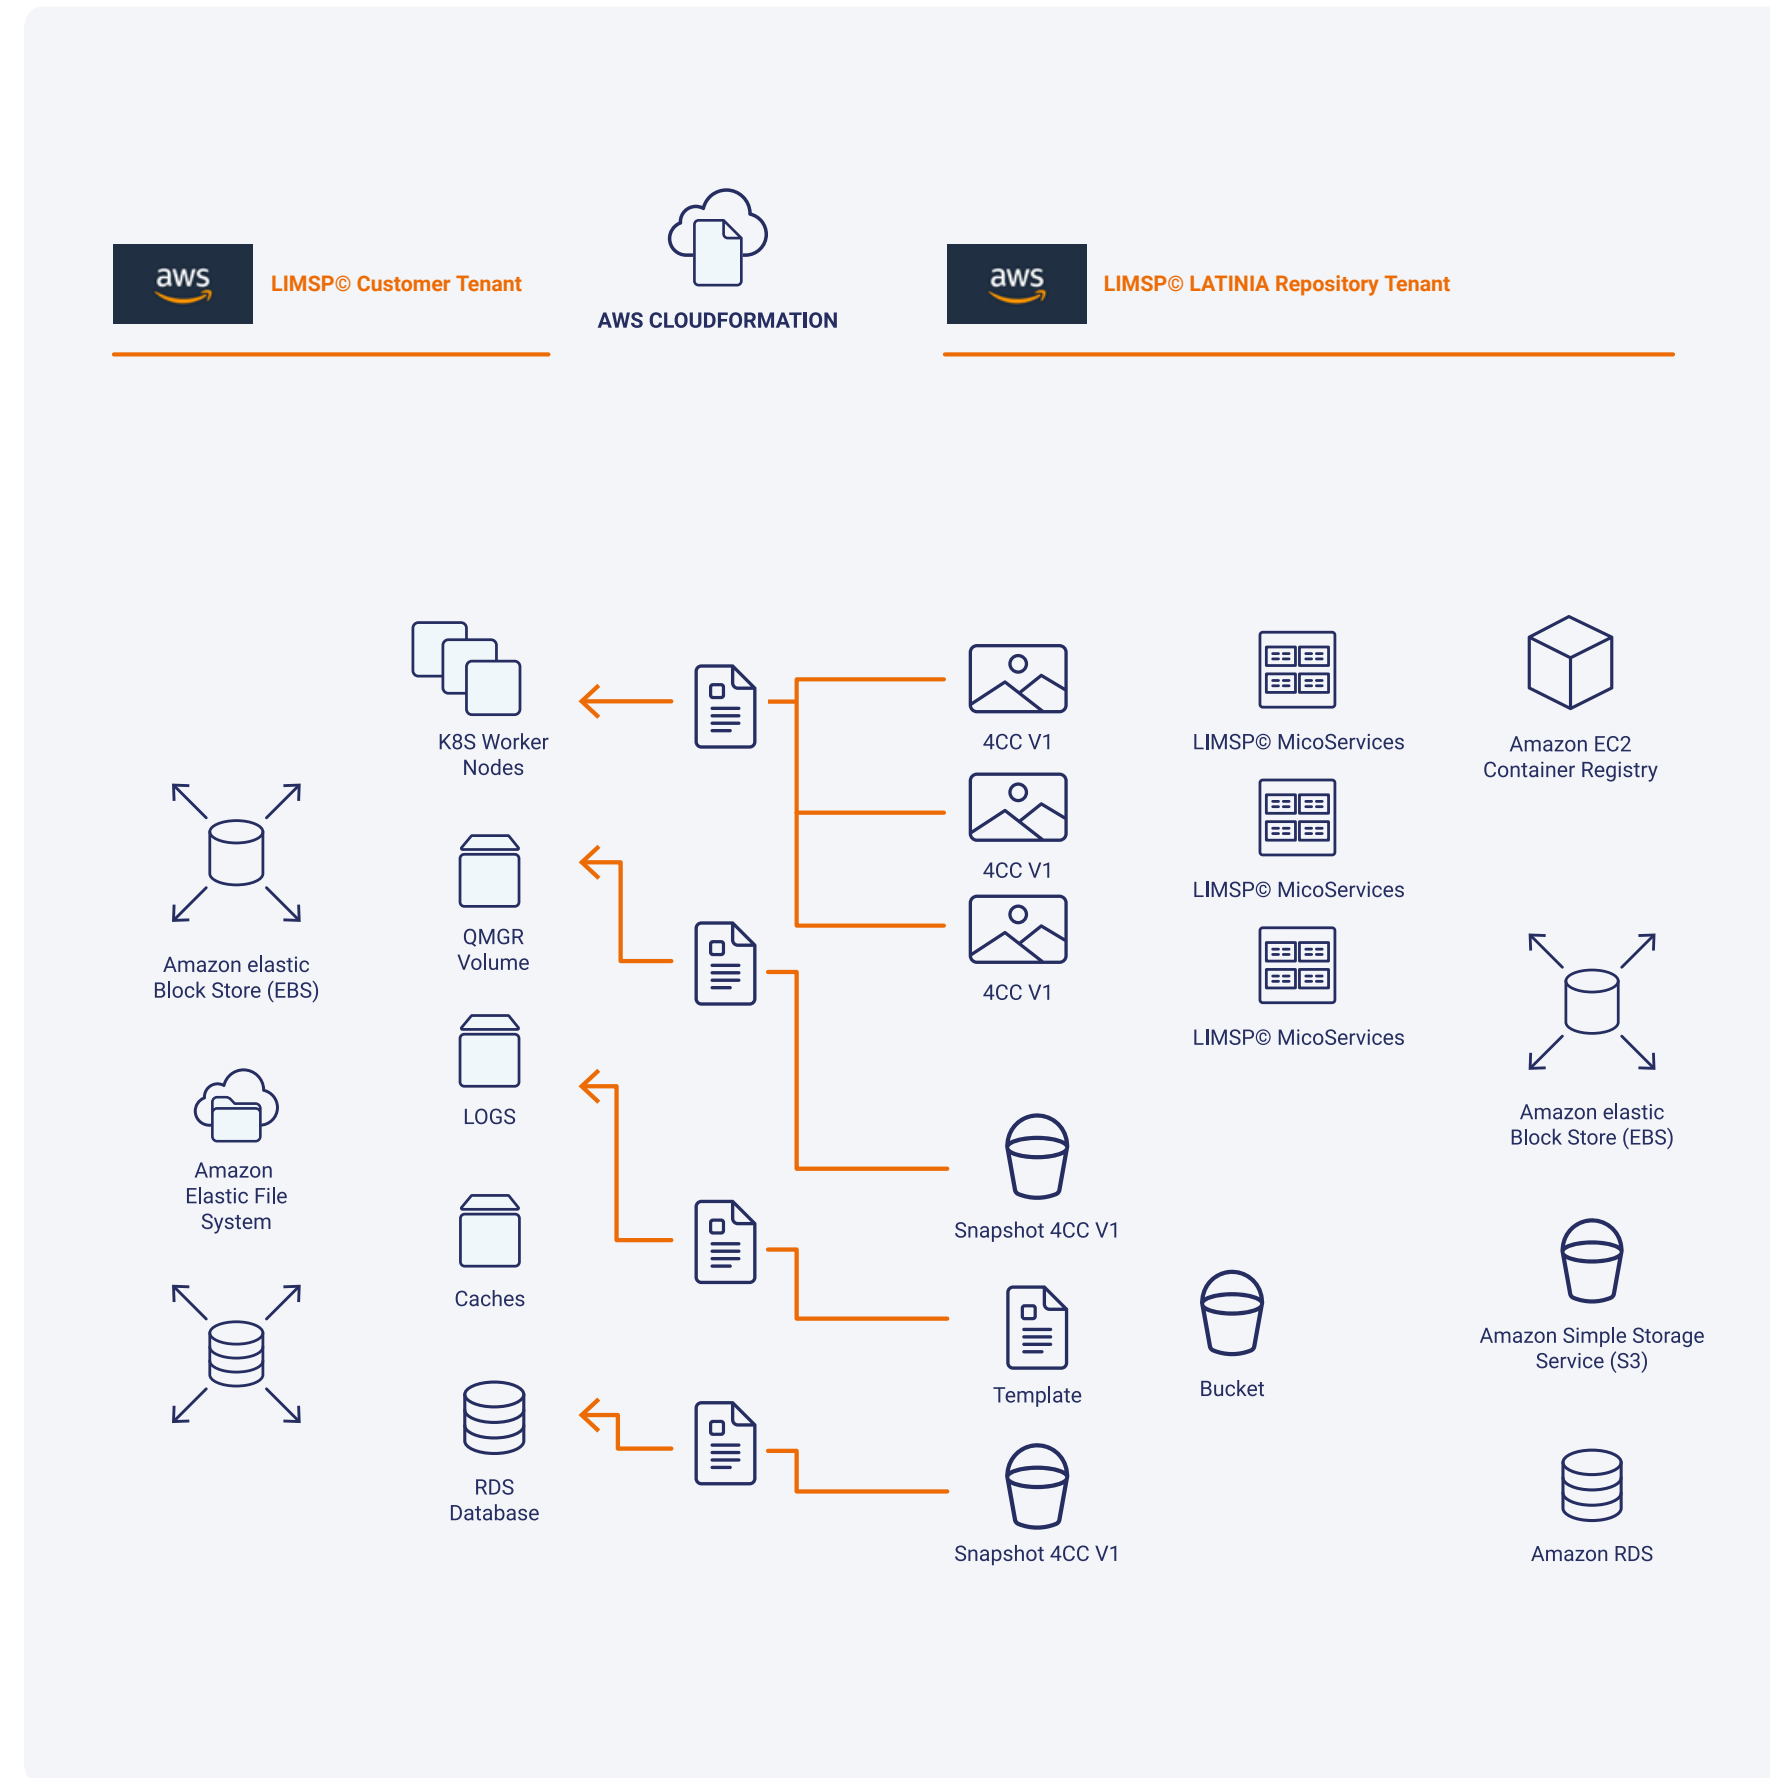 aws
LIMSP© Customer Tenant
AWS CLOUDFORMATION
aws
LIMSP© LATINIA Repository Tenant
K8S Worker
Nodes
4CC V1
LIMSP© MicoServices
Amazon EC2
Container Registry
4CC V1
LIMSP© MicoServices
QMGR
Volume
Amazon elastic
Block Store (EBS)
4CC V1
LIMSP© MicoServices
LOGS
Amazon elastic
Block Store (EBS)
Amazon
Elastic File
System
Snapshot 4CC V1
Caches
Amazon Simple Storage
Service (S3)
Template
Bucket
RDS
Database
Snapshot 4CC V1
Amazon RDS